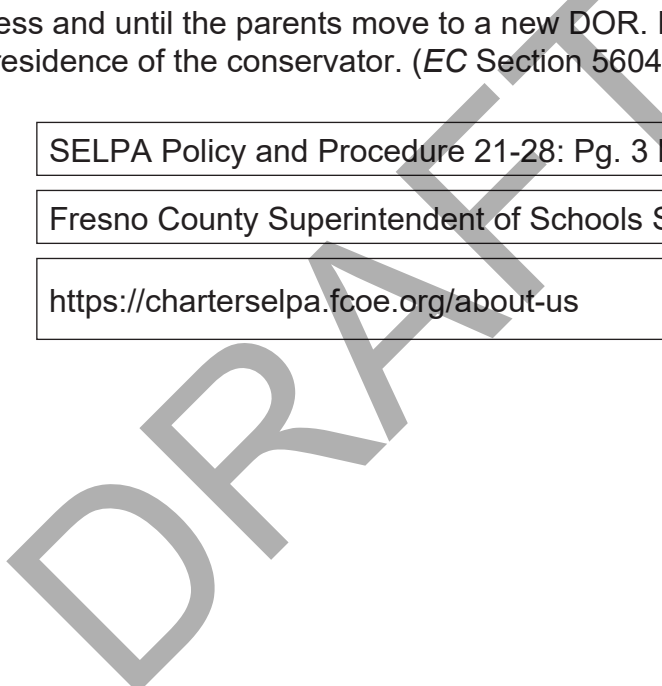 ess and until the parents move to a new DOR.
residence of the conservator. (EC Section 5604
SELPA Policy and Procedure 21-28: Pg. 3
Fresno County Superintendent of Schools S
https://charterselpa.fcoe.org/about-us
DRAFT